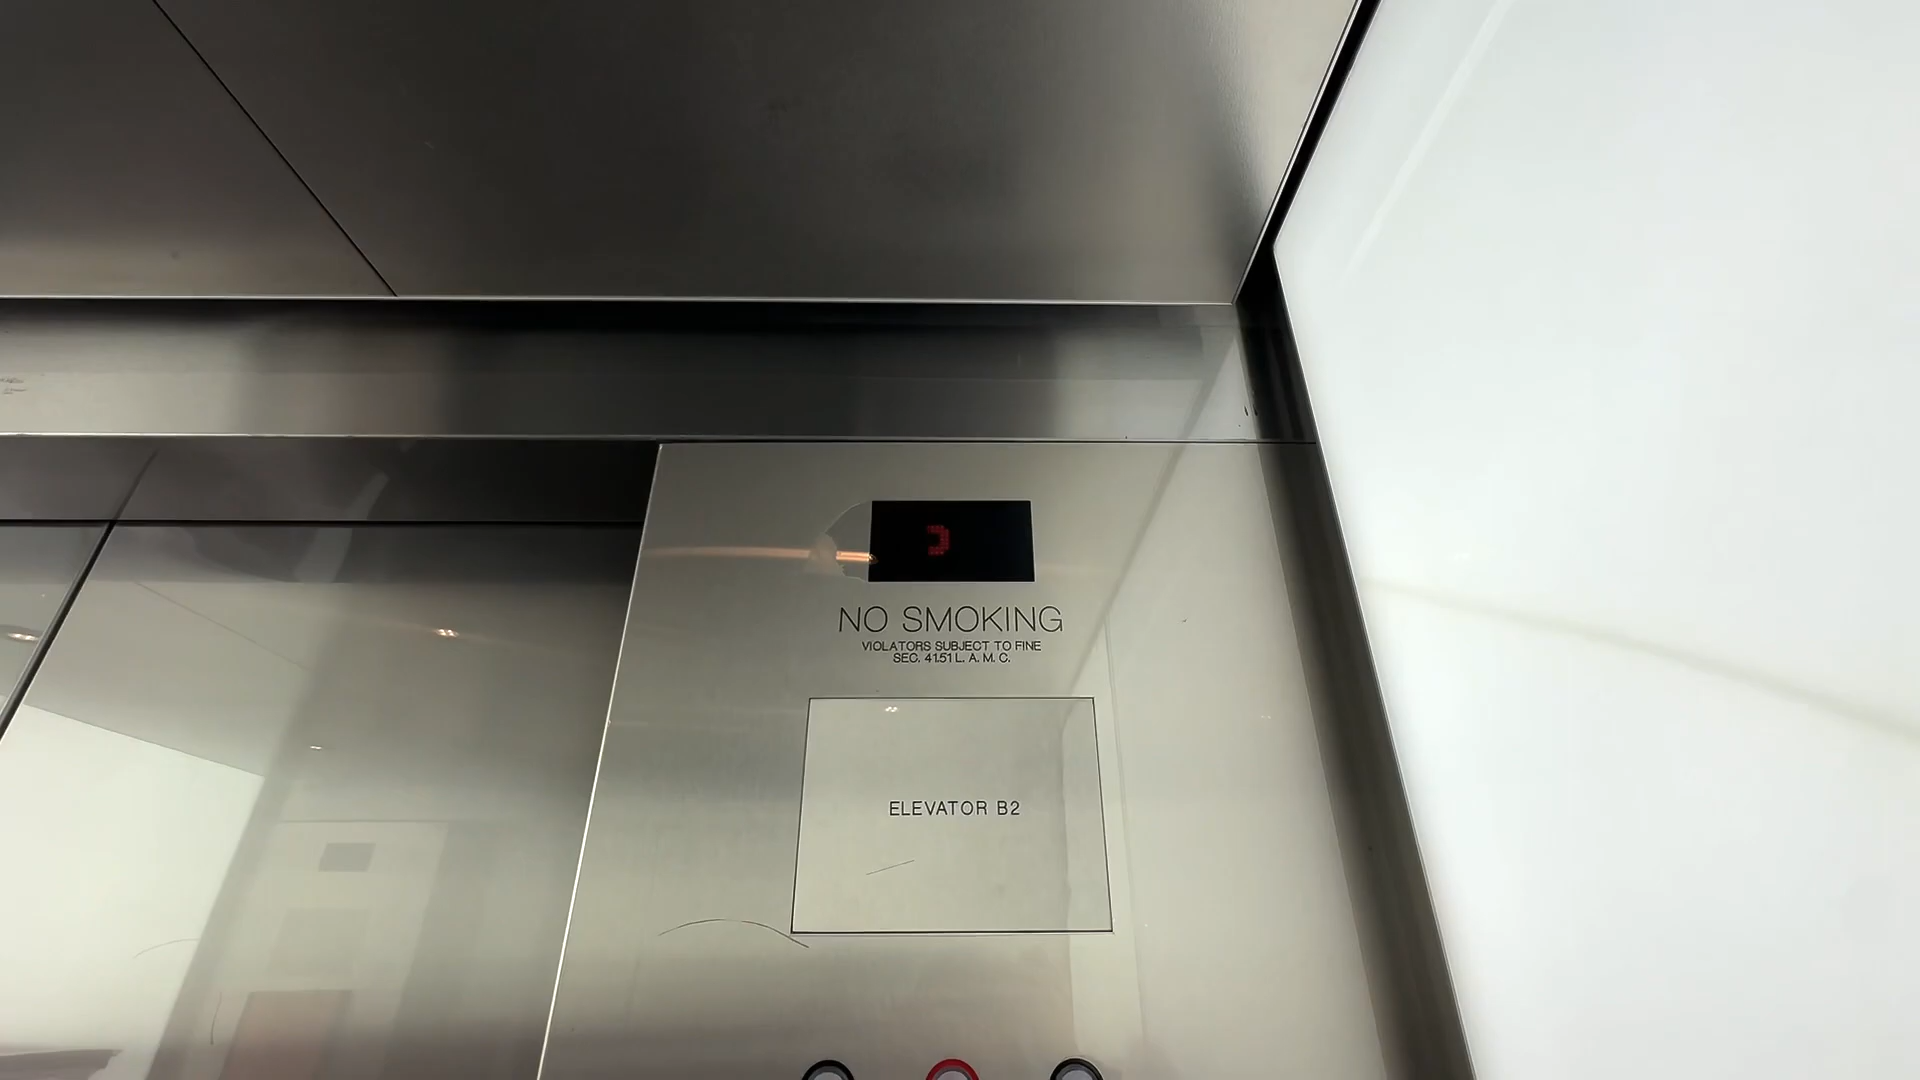 NO SMOKING
VIOLATORS SUBJECT TO FINE
SEC. 41.51 L. A. M. C.
ELEVATOR B2